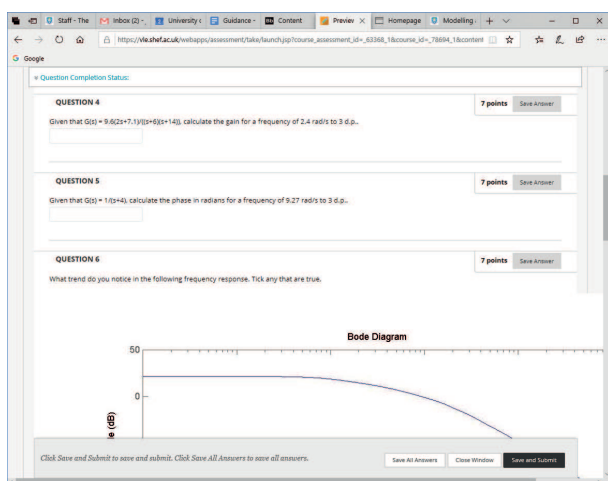 Staff - The
Inbox (2) -
University c
Guidance -
Bb Content
Preview
Homepage
Modelling
https://vle.shef.ac.uk/webapps/assessment/take/launch.jsp?course_assessment_id=_63368_1&course_id=_78694_1&content
G Google
Question Completion Status:
QUESTION 4
7 points Save Answer
Given that G(s) = 9.6(2s+7.1)/((s+6)(s+14)), calculate the gain for a frequency of 2.4 rad/s to 3 d.p..
QUESTION 5
7 points Save Answer
Given that G(s) = 1/(s+4), calculate the phase in radians for a frequency of 9.27 rad/s to 3 d.p..
QUESTION 6
7 points Save Answer
What trend do you notice in the following frequency response. Tick any that are true.
Bode Diagram
50
0
(dB)
Click Save and Submit to save and submit. Click Save All Answers to save all answers.
Save All Answers Close Window Save and Submit